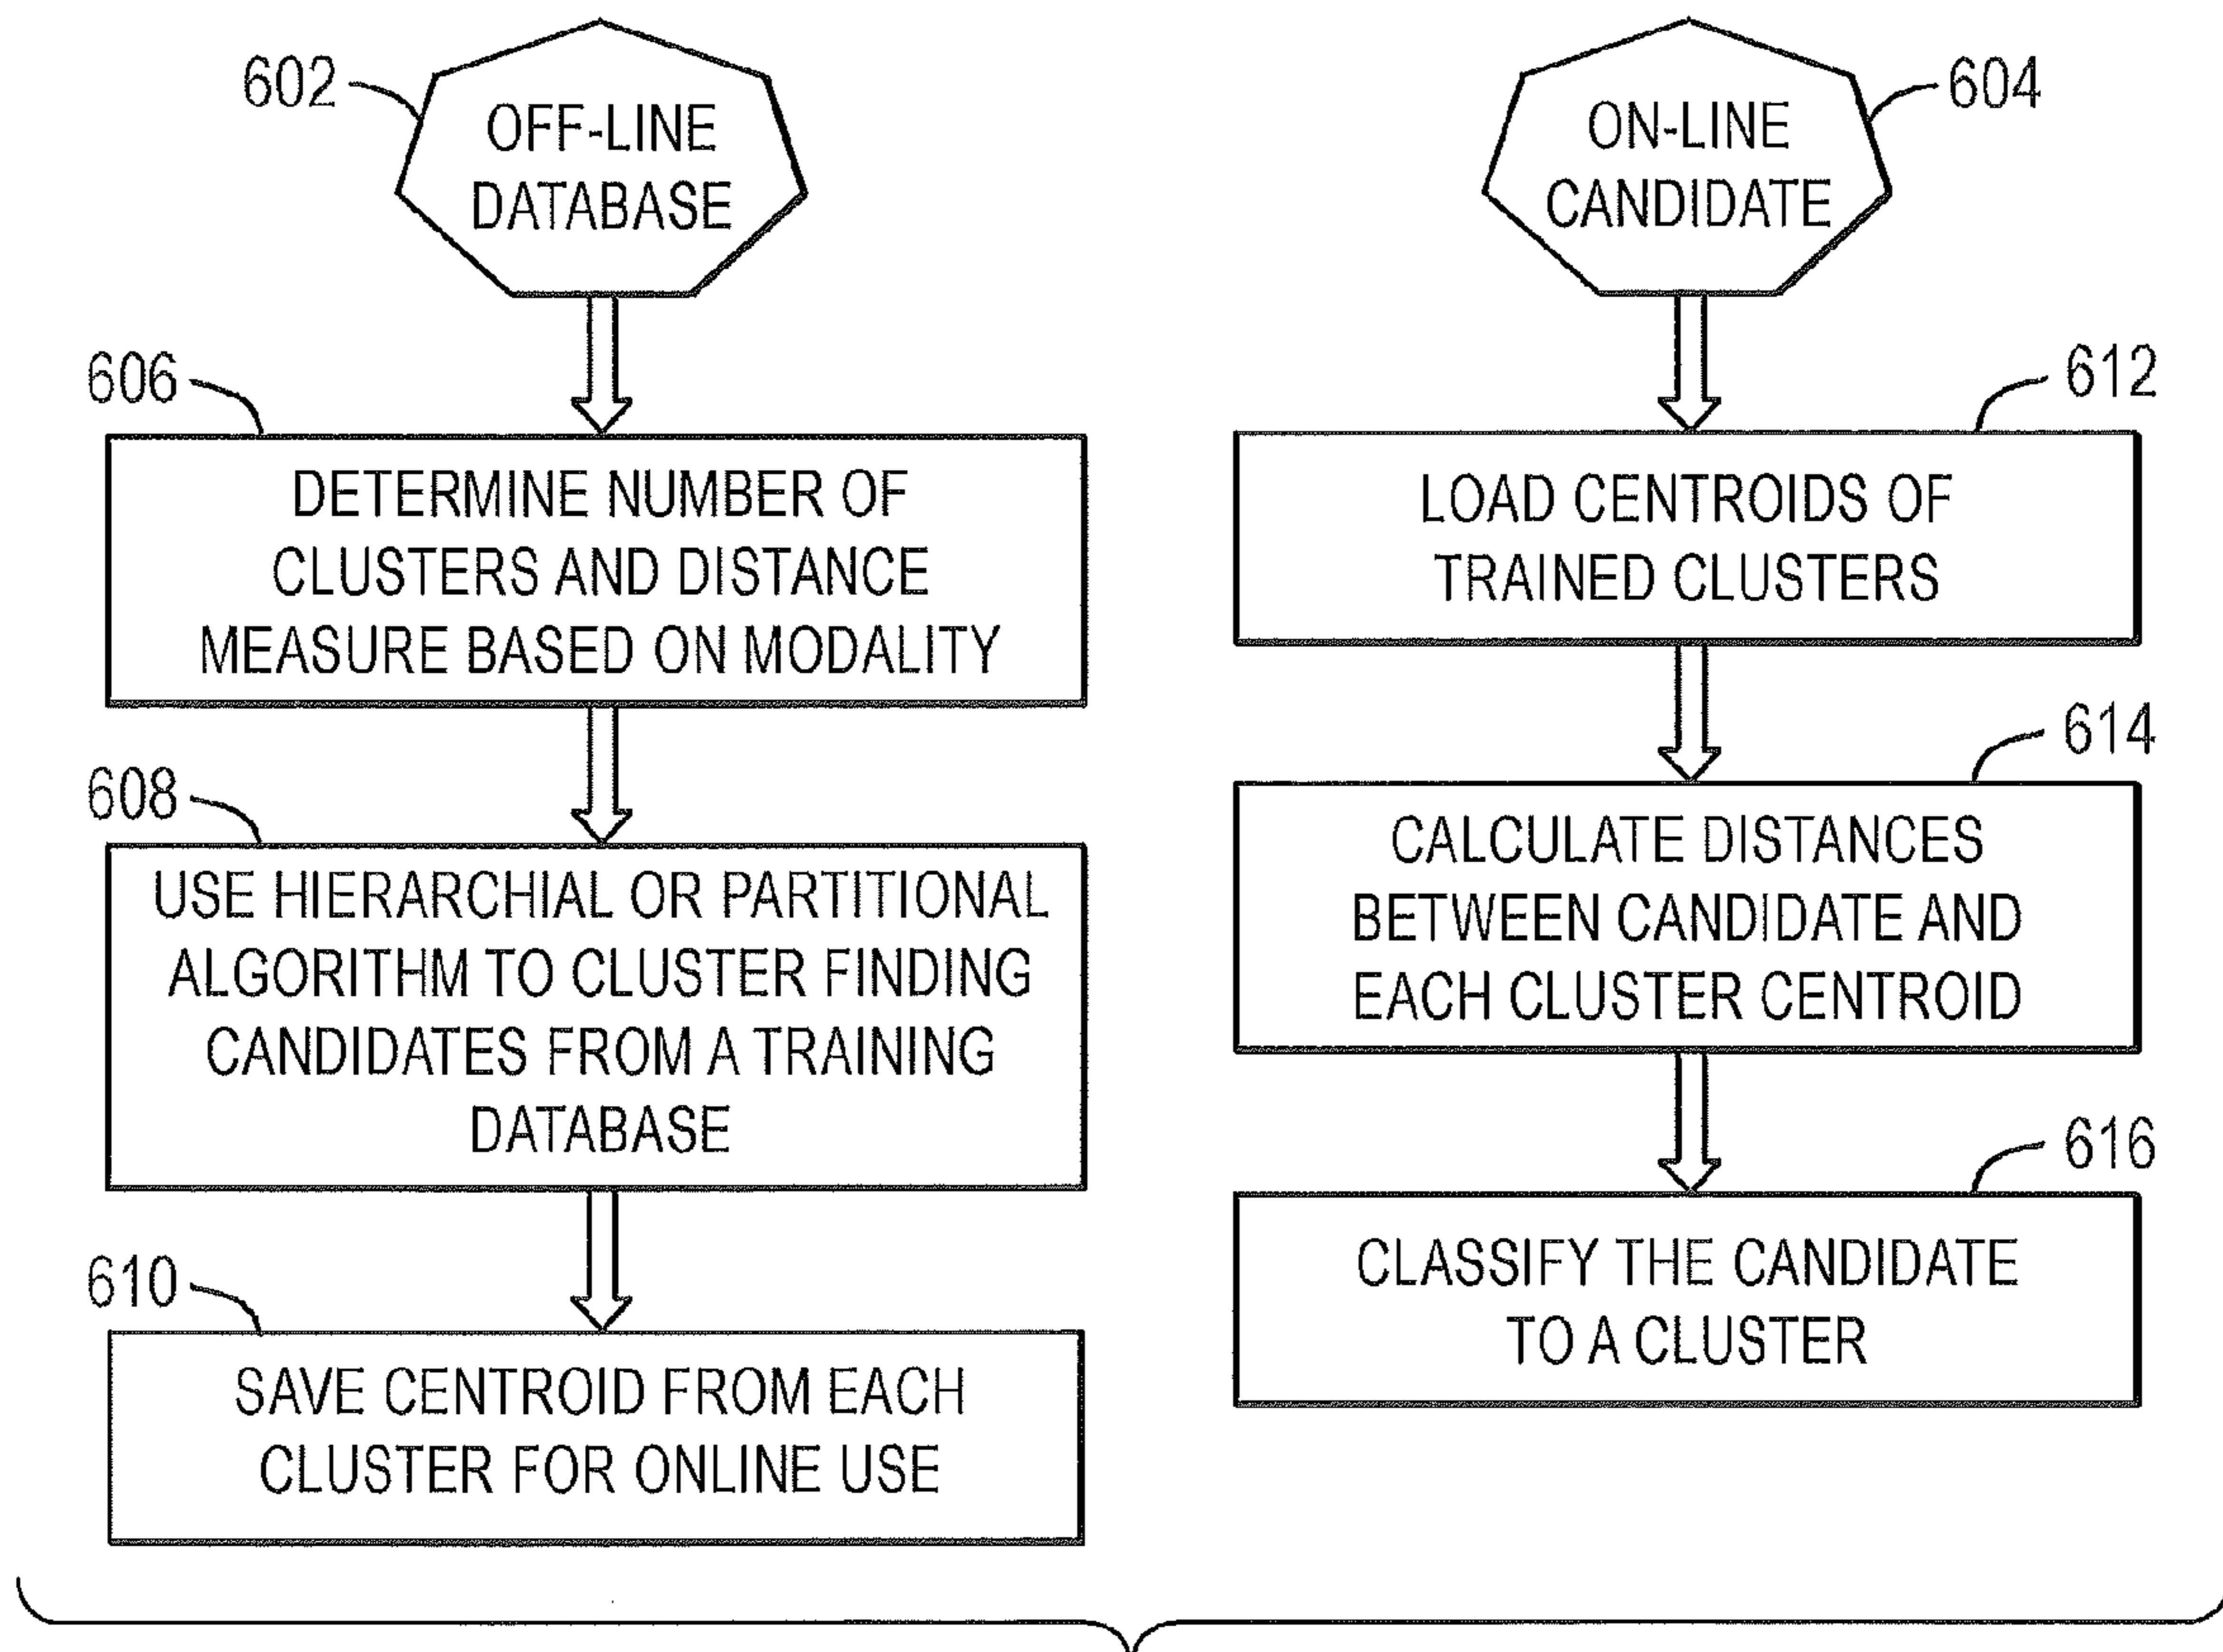 602
OFF-LINE
DATABASE
606
DETERMINE NUMBER OF
CLUSTERS AND DISTANCE
MEASURE BASED ON MODALITY
608
USE HIERARCHIAL OR PARTITIONAL
ALGORITHM TO CLUSTER FINDING
CANDIDATES FROM A TRAINING
DATABASE
610
SAVE CENTROID FROM EACH
CLUSTER FOR ONLINE USE
604
ON-LINE
CANDIDATE
612
LOAD CENTROIDS OF
TRAINED CLUSTERS
614
CALCULATE DISTANCES
BETWEEN CANDIDATE AND
EACH CLUSTER CENTROID
616
CLASSIFY THE CANDIDATE
TO A CLUSTER